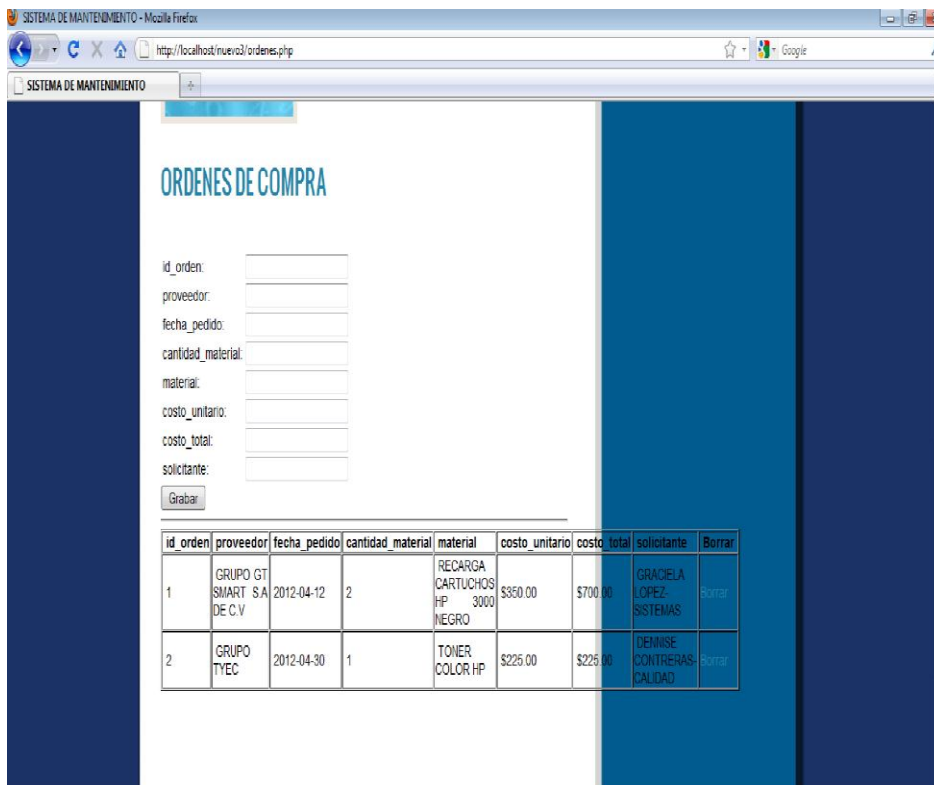 SISTEMA DE MANTENIMIENTO - Mozilla Firefox
http://localhost/nuevo3/ordenes.php
Google
SISTEMA DE MANTENIMIENTO
ORDENES DE COMPRA
id_orden:
proveedor:
fecha_pedido:
cantidad_material:
material:
costo_unitario:
costo_total:
solicitante:
Grabar
id_orden proveedor fecha_pedido cantidad_material material costo_unitario costo_total solicitante Borrar
1 GRUPO GT SMART S.A DE C.V 2012-04-12 2 RECARGA CARTUCHOS HP 3000 NEGRO $350.00 $700.00 GRACIELA LOPEZ-SISTEMAS Borrar
2 GRUPO TYEC 2012-04-30 1 TONER COLOR HP $225.00 $225.00 DENNISE CONTRERAS-CALIDAD Borrar